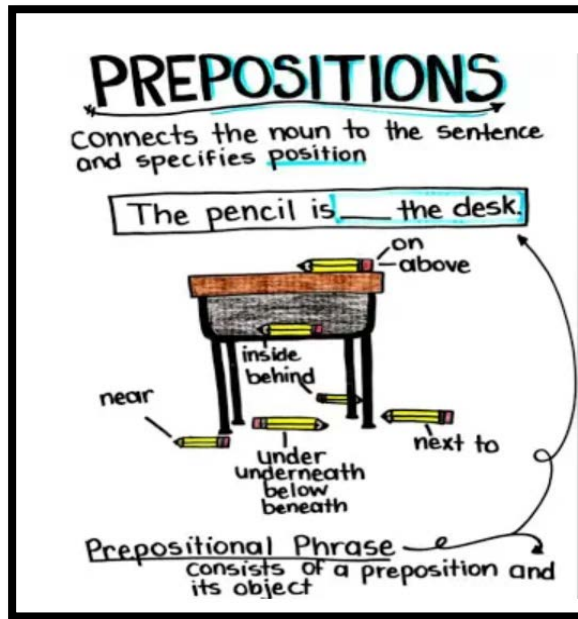 PREPOSITIONS
Connects the noun to the sentence
and specifies position
The pencil is ___ the desk.
on
above
inside
behind
near
next to
under
underneath
below
beneath
Prepositional Phrase
consists of a preposition and
its object